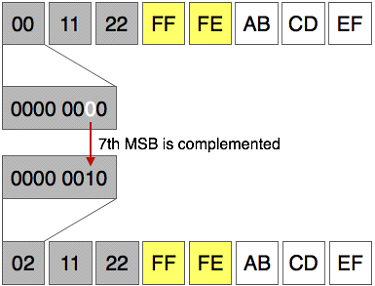 00 11 22 FF FE AB CD EF
0000 0000
7th MSB is complemented
0000 0010
02 11 22 FF FE AB CD EF